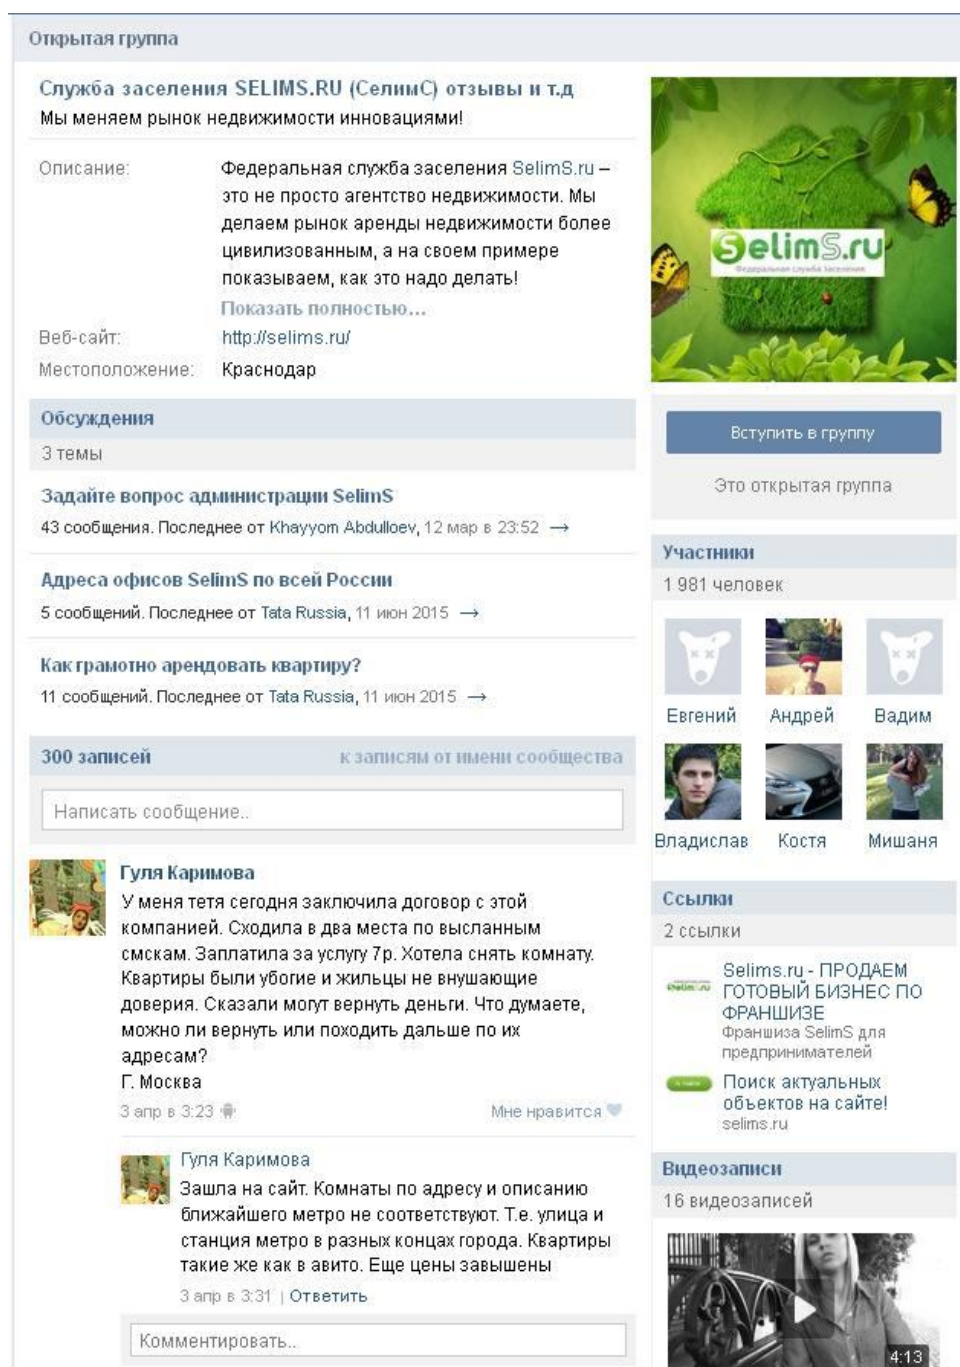 Открытая группа
Служба заселения SELIMS.RU (СелимС) отзывы и т.д
Мы меняем рынок недвижимости инновациями!
Описание:
Федеральная служба заселения SelimS.ru –
это не просто агентство недвижимости. Мы
делаем рынок аренды недвижимости более
цивилизованным, а на своем примере
показываем, как это надо делать!
Показать полностью...
Веб-сайт: http://selims.ru/
Местоположение: Краснодар
Обсуждения
3 темы
Задайте вопрос администрации SelimS
43 сообщения. Последнее от Khayyom Abdulloev, 12 мар в 23:52 →
Адреса офисов SelimS по всей России
5 сообщений. Последнее от Tata Russia, 11 июн 2015 →
Как грамотно арендовать квартиру?
11 сообщений. Последнее от Tata Russia, 11 июн 2015 →
300 записей к записям от имени сообщества
Написать сообщение..
Гуля Каримова
У меня тетя сегодня заключила договор с этой
компанией. Сходила в два места по высланным
смскам. Заплатила за услугу 7р. Хотела снять комнату.
Квартиры были убогие и жильцы не внушающие
доверия. Сказали могут вернуть деньги. Что думаете,
можно ли вернуть или походить дальше по их
адресам?
Г. Москва
3 апр в 3:23 Мне нравится
Гуля Каримова
Зашла на сайт. Комнаты по адресу и описанию
ближайшего метро не соответствуют. Т.е. улица и
станция метро в разных концах города. Квартиры
такие же как в авито. Еще цены завышены
3 апр в 3:31 | Ответить
Комментировать..
SelimS.ru
Федеральная служба заселения
Вступить в группу
Это открытая группа
Участники
1 981 человек
Евгений Андрей Вадим
Владислав Костя Мишаня
Ссылки
2 ссылки
Selims.ru - ПРОДАЕМ
ГОТОВЫЙ БИЗНЕС ПО
ФРАНШИЗЕ
Франшиза SelimS для
предпринимателей
Поиск актуальных
объектов на сайте!
selims.ru
Видеозаписи
16 видеозаписей
4:13